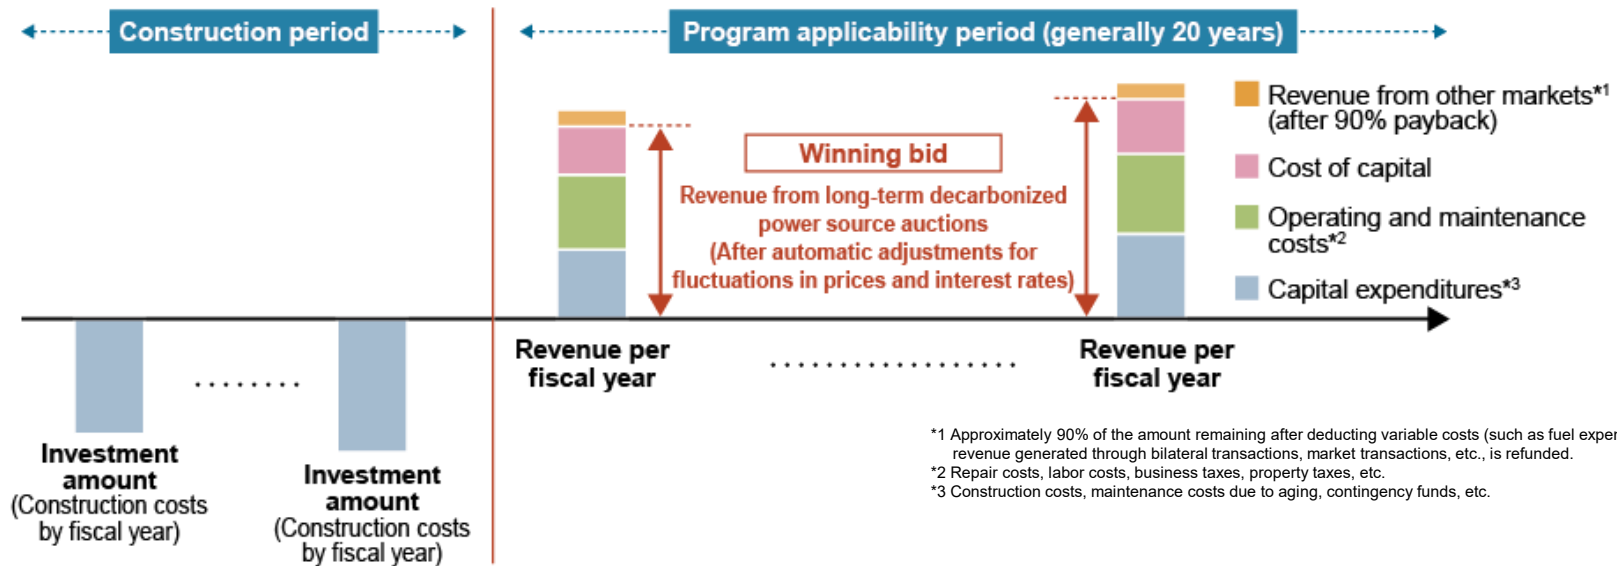 Construction period
Program applicability period (generally 20 years)
Revenue from other markets*1
(after 90% payback)
Cost of capital
Operating and maintenance
costs*2
Capital expenditures*3
Winning bid
Revenue from long-term decarbonized
power source auctions
(After automatic adjustments for
fluctuations in prices and interest rates)
Revenue per
fiscal year
Revenue per
fiscal year
Investment
amount
(Construction costs
by fiscal year)
Investment
amount
(Construction costs
by fiscal year)
*1 Approximately 90% of the amount remaining after deducting variable costs (such as fuel exper
revenue generated through bilateral transactions, market transactions, etc., is refunded.
*2 Repair costs, labor costs, business taxes, property taxes, etc.
*3 Construction costs, maintenance costs due to aging, contingency funds, etc.